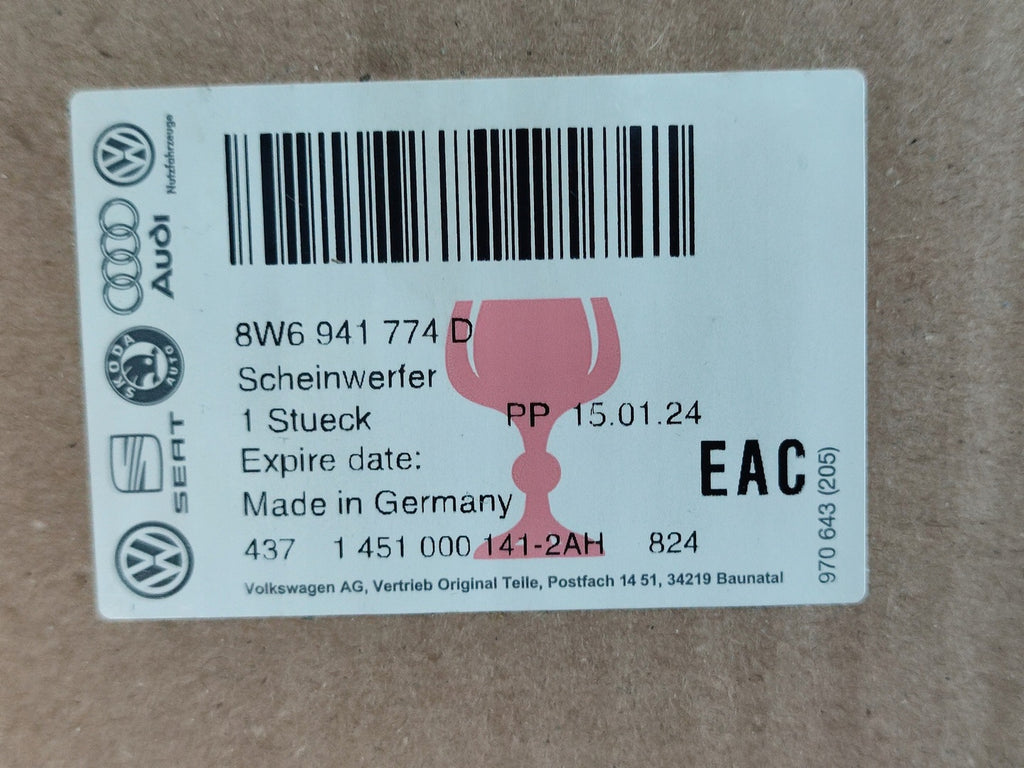 Nutzfahrzeuge
Audi
SKODA
AUTO
SEAT
8W6 941 774 D
Scheinwerfer
1 Stueck PP 15.01.24
Expire date:
Made in Germany
437 1 451 000 141-2AH 824
Volkswagen AG, Vertrieb Original Teile, Postfach 14 51, 34219 Baunatal
EAC
970 643 (205)